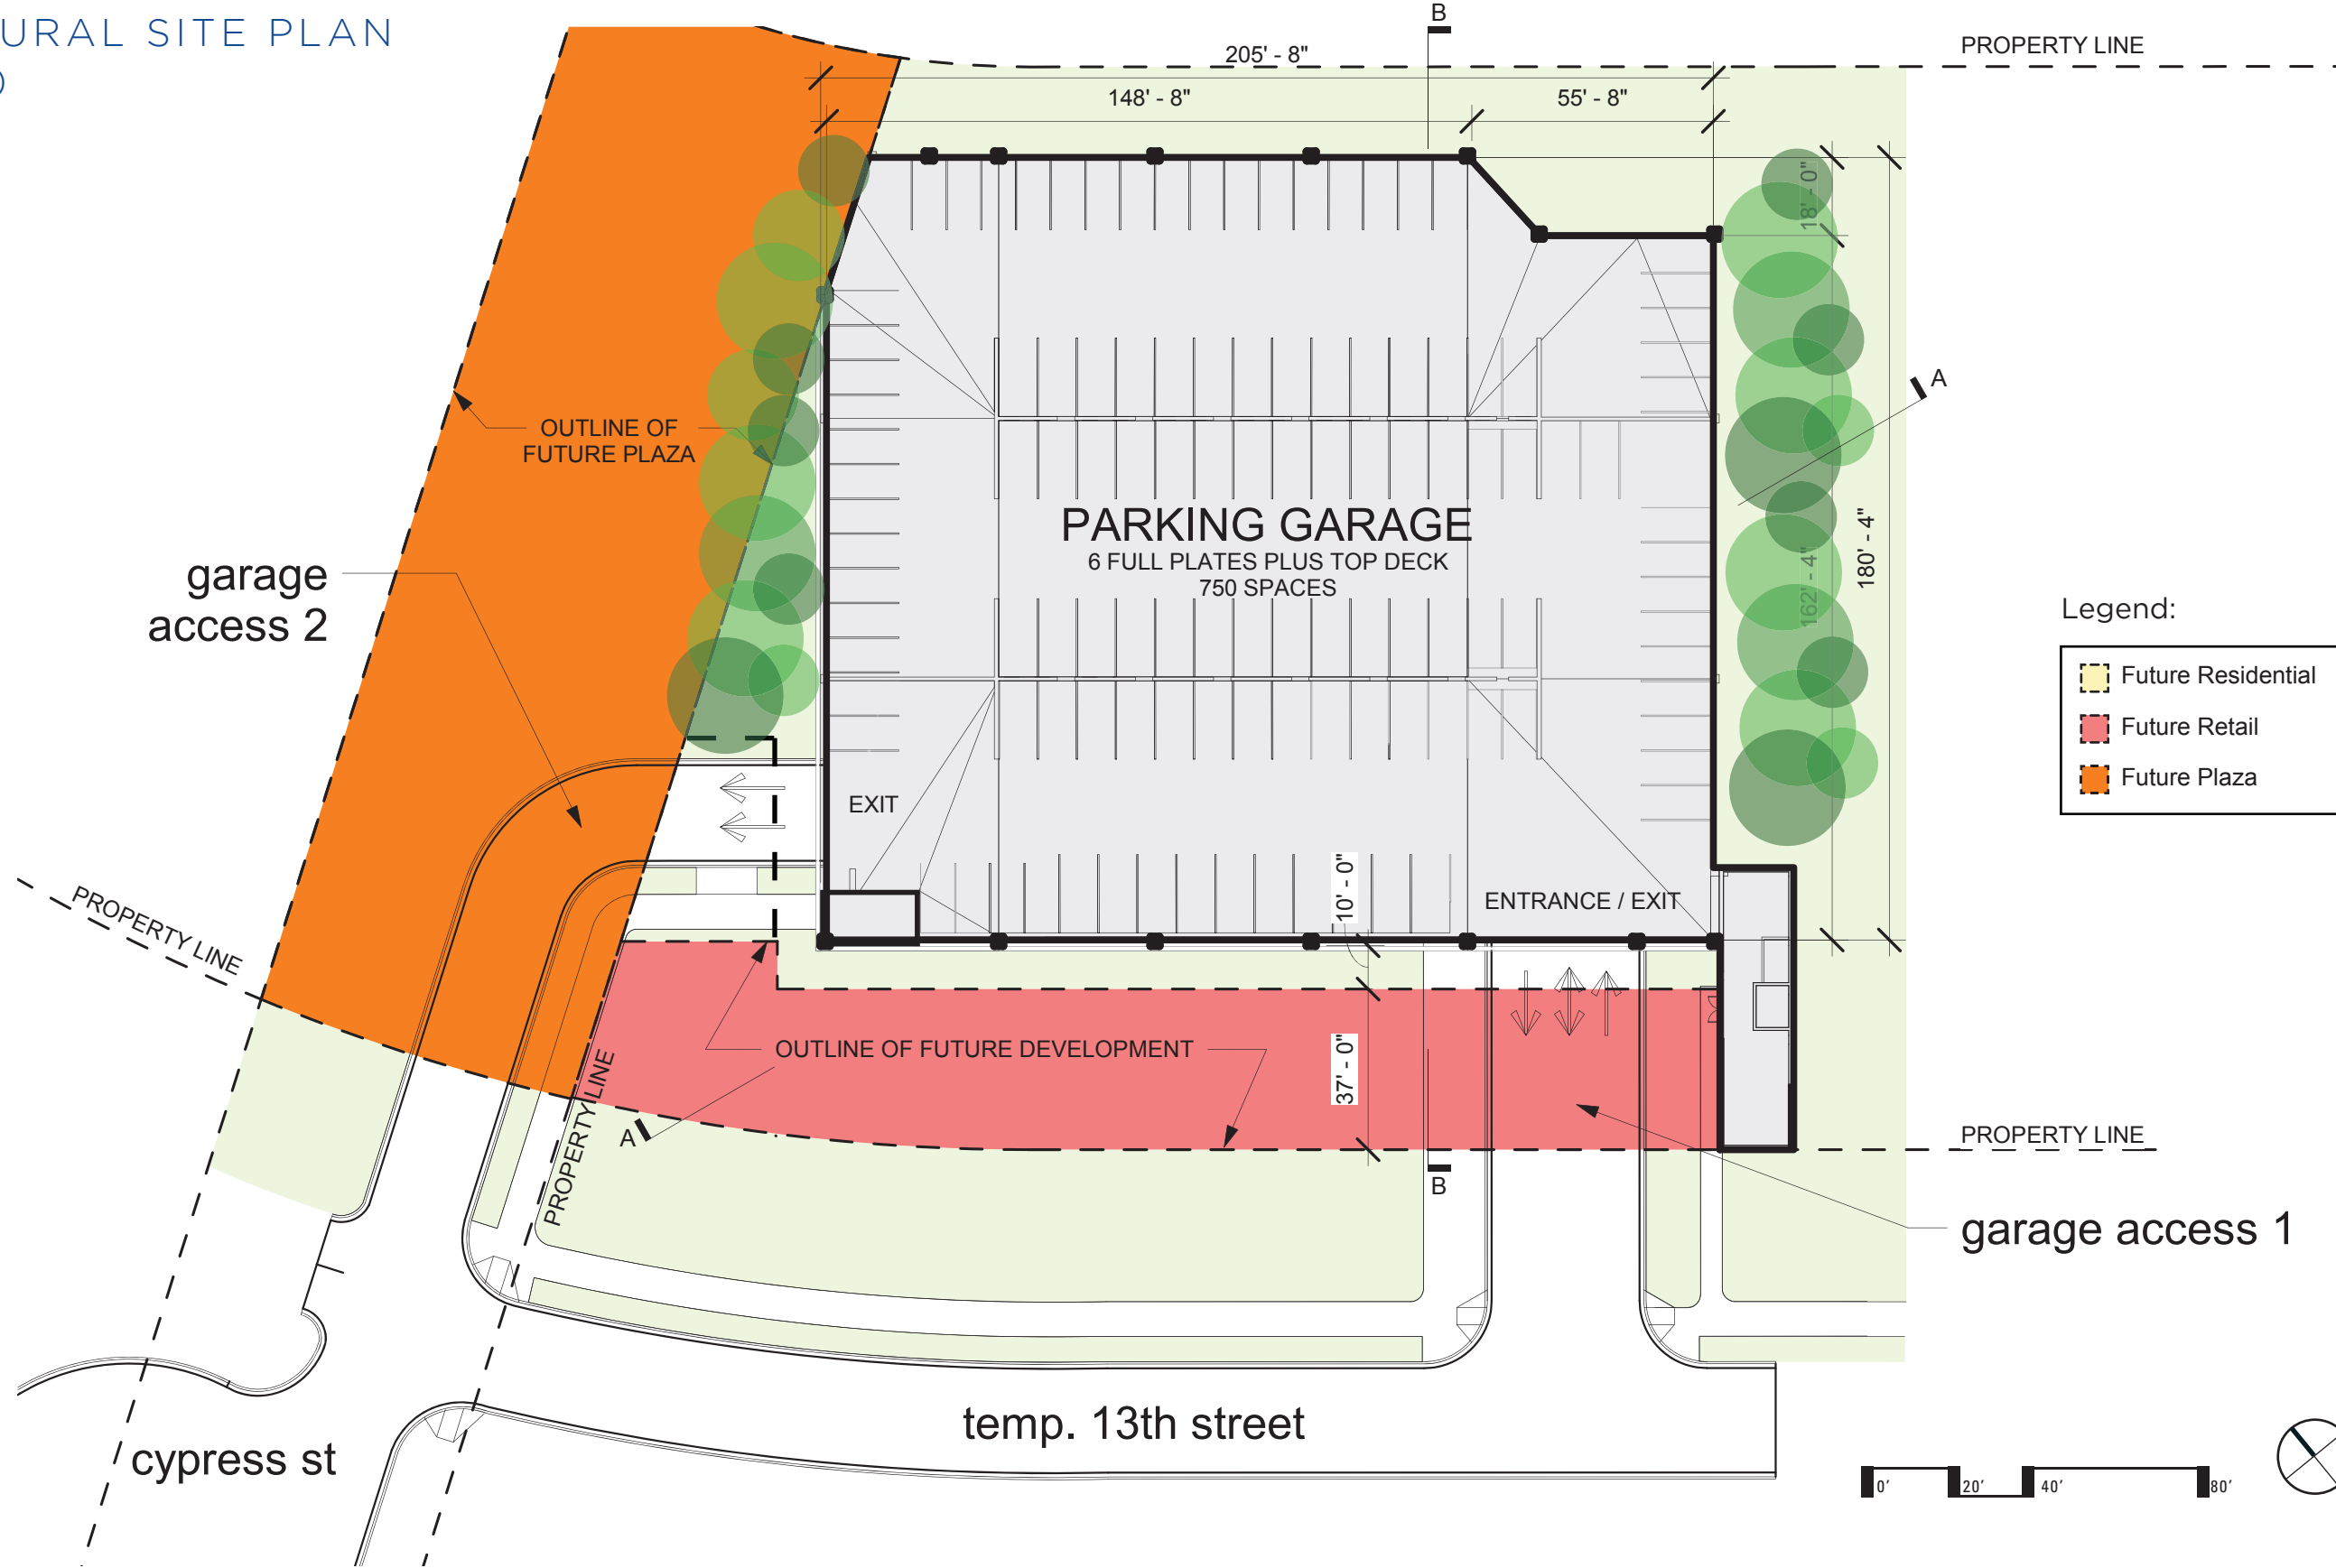 URAL SITE PLAN
)
B
205' - 8"
PROPERTY LINE
148' - 8"
55' - 8"
18' - 0"
A
OUTLINE OF
FUTURE PLAZA
PARKING GARAGE
6 FULL PLATES PLUS TOP DECK
750 SPACES
180' - 4"
162' - 4"
garage
access 2
Legend:
Future Residential
Future Retail
Future Plaza
EXIT
10' - 0"
ENTRANCE / EXIT
PROPERTY LINE
OUTLINE OF FUTURE DEVELOPMENT
37' - 0"
PROPERTY LINE
A
PROPERTY LINE
B
garage access 1
temp. 13th street
cypress st
0' 20' 40' 80'